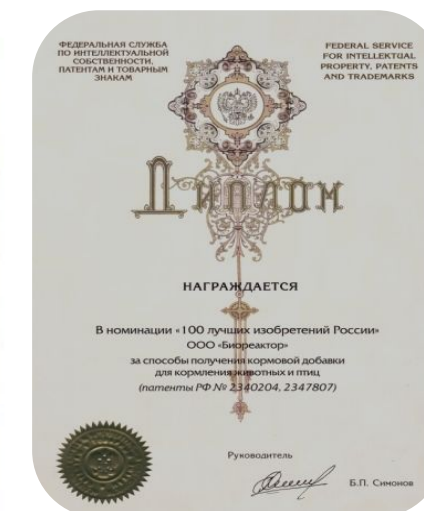 ФЕДЕРАЛЬНАЯ СЛУЖБА
ПО ИНТЕЛЛЕКТУАЛЬНОЙ
СОБСТВЕННОСТИ,
ПАТЕНТАМ И ТОВАРНЫМ
ЗНАКАМ
FEDERAL SERVICE
FOR INTELLEKTUAL
PROPERTY, PATENTS
AND TRADEMARKS
Диплом
НАГРАЖДАЕТСЯ
В номинации «100 лучших изобретений России»
ООО «Биореактор»
за способы получения кормовой добавки
для кормления животных и птиц
(патенты РФ № 2340204, 2347807)
Руководитель
Б.П. Симонов